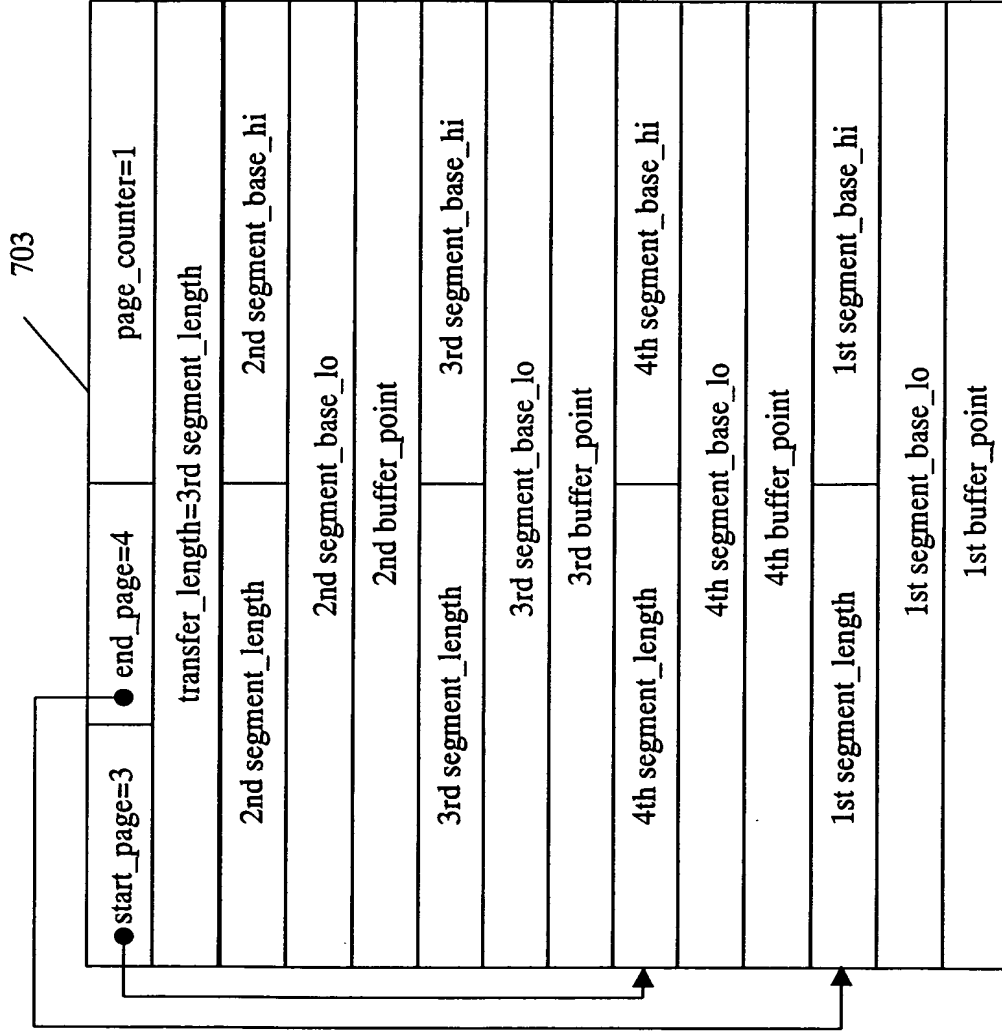 703
start_page=3 end_page=4 page_counter=1
transfer_length=3rd segment_length
2nd segment_length 2nd segment_base_hi
2nd segment_base_lo
2nd buffer_point
3rd segment_length 3rd segment_base_hi
3rd segment_base_lo
3rd buffer_point
4th segment_length 4th segment_base_hi
4th segment_base_lo
4th buffer_point
1st segment_length 1st segment_base_hi
1st segment_base_lo
1st buffer_point